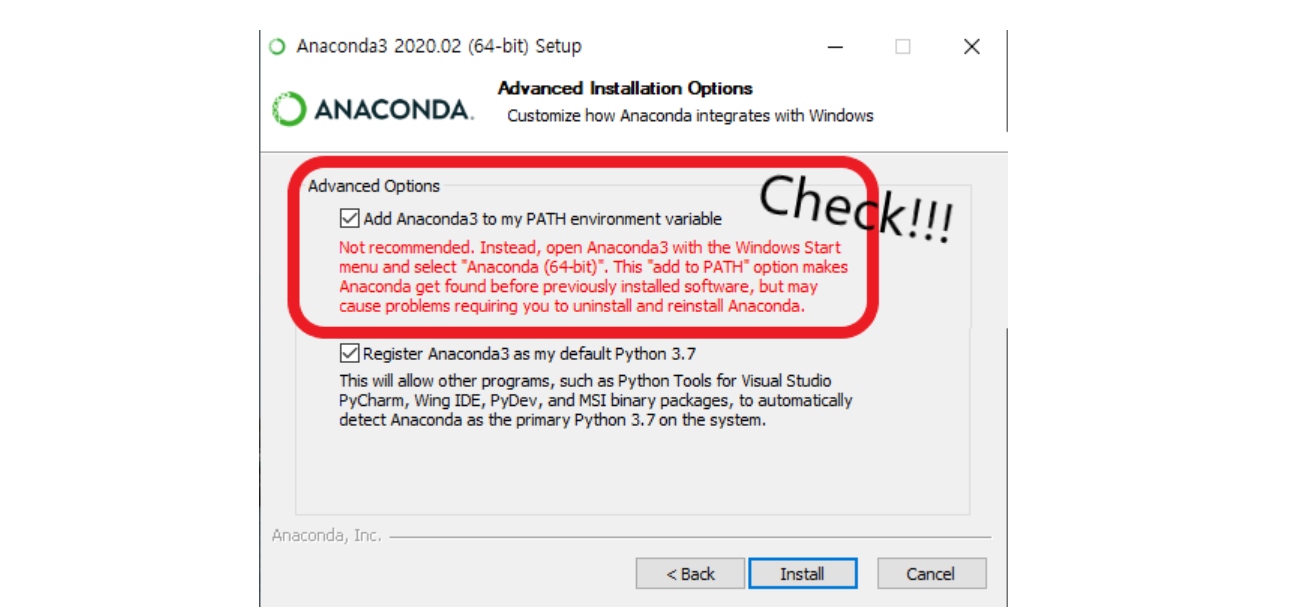 Anaconda3 2020.02 (64-bit) Setup
ANACONDA.
Advanced Installation Options
Customize how Anaconda integrates with Windows
Advanced Options
Check!!!
Add Anaconda3 to my PATH environment variable
Not recommended. Instead, open Anaconda3 with the Windows Start
menu and select "Anaconda (64-bit)". This "add to PATH" option makes
Anaconda get found before previously installed software, but may
cause problems requiring you to uninstall and reinstall Anaconda.
Register Anaconda3 as my default Python 3.7
This will allow other programs, such as Python Tools for Visual Studio
PyCharm, Wing IDE, PyDev, and MSI binary packages, to automatically
detect Anaconda as the primary Python 3.7 on the system.
Anaconda, Inc.
< Back
Install
Cancel